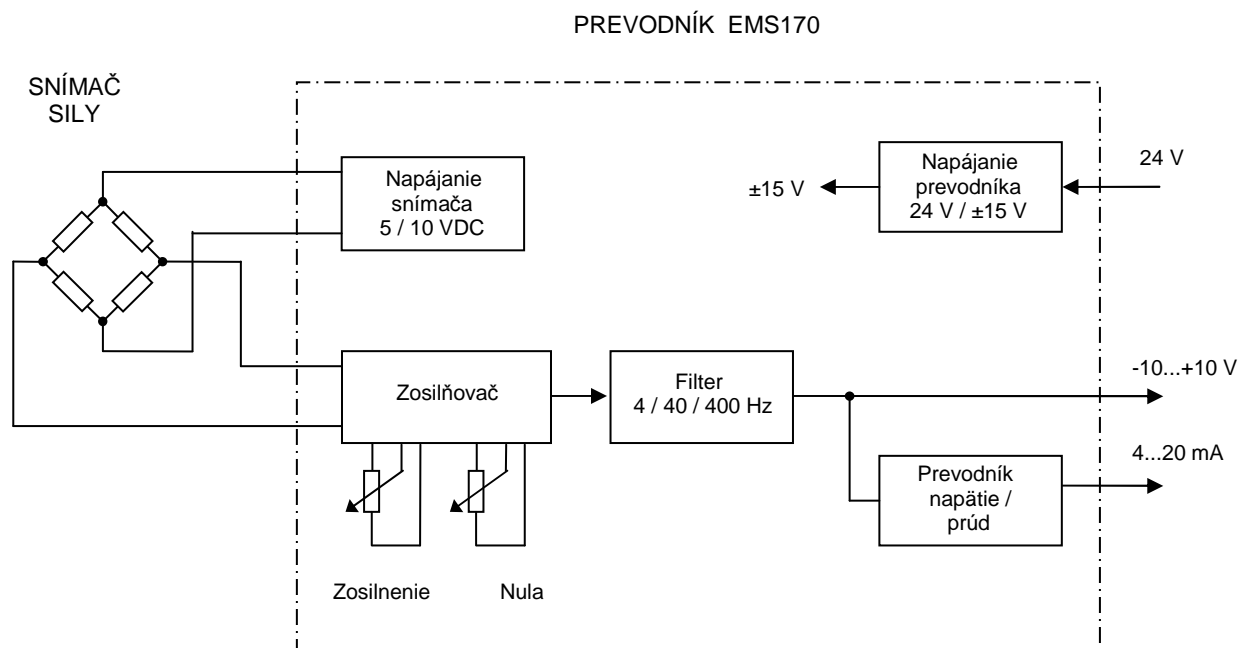 PREVODNÍK EMS170
SNÍMAČ
SILY
Napájanie
snímača
5 / 10 VDC
±15 V
Napájanie
prevodníka
24 V / ±15 V
24 V
Zosilňovač
Filter
4 / 40 / 400 Hz
-10...+10 V
4...20 mA
Prevodník
napätie /
prúd
Zosilnenie
Nula